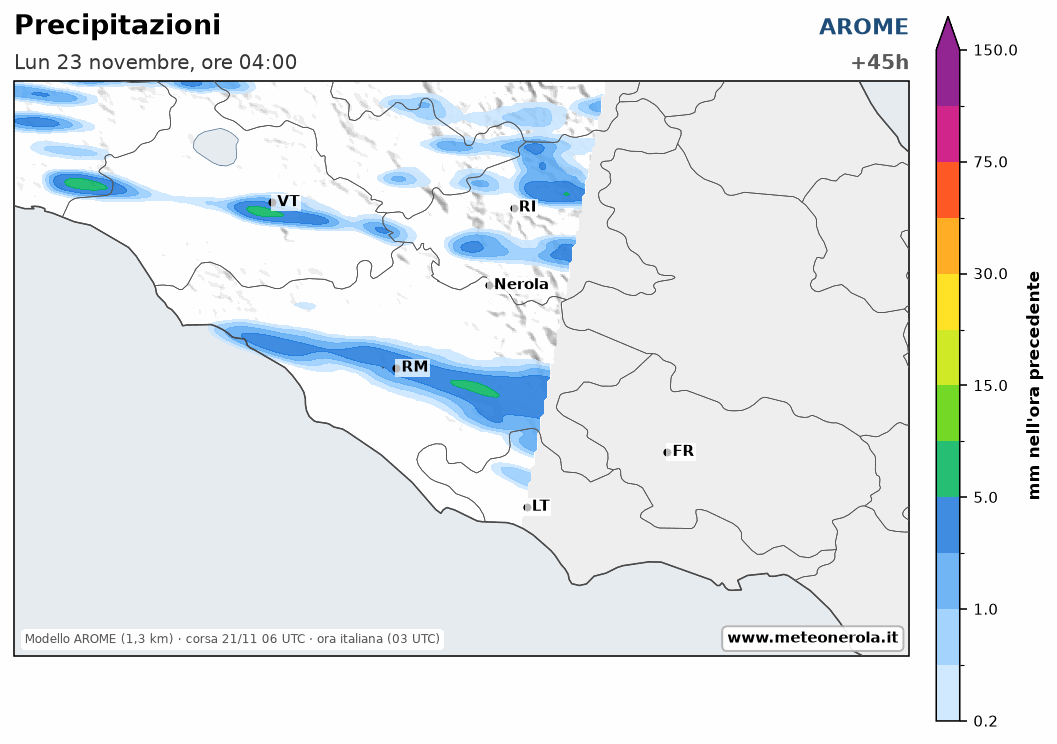 Precipitazioni
AROME
Lun 23 novembre, ore 04:00
+45h
VT
RI
Nerola
RM
FR
LT
Modello AROME (1,3 km) · corsa 21/11 06 UTC · ora italiana (03 UTC)
www.meteonerola.it
150.0
75.0
30.0
15.0
5.0
1.0
0.2
mm nell'ora precedente